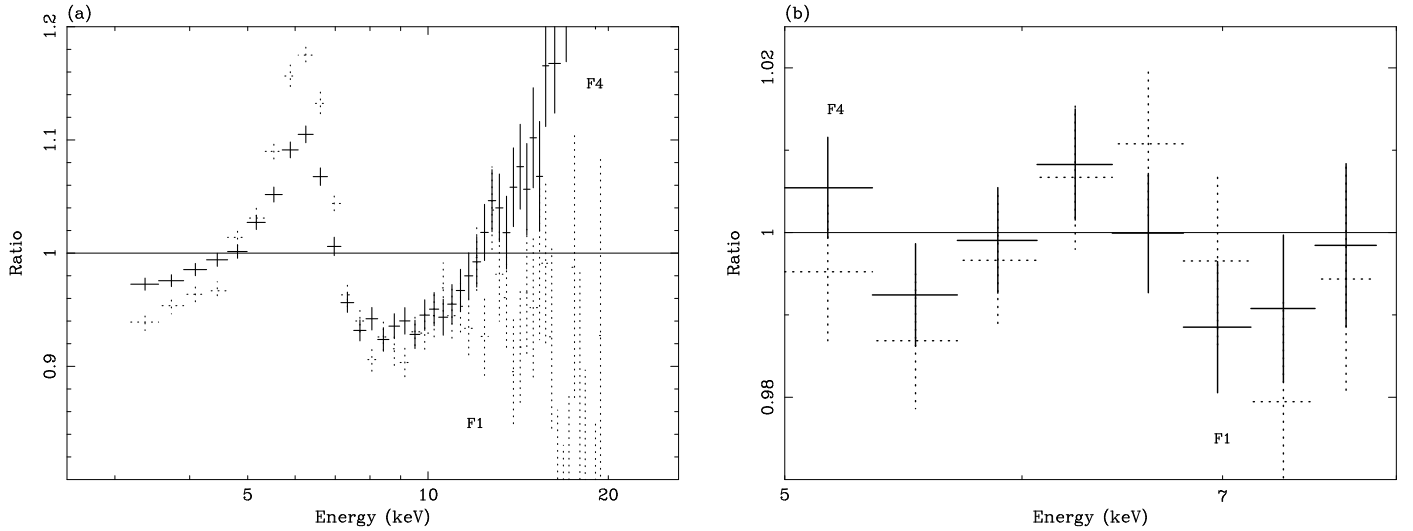 (a)
1.2
1.1
1
0.9
Ratio
F4
F1
5
10
20
Energy (keV)
(b)
1.02
1
0.98
Ratio
F4
F1
5
7
Energy (keV)